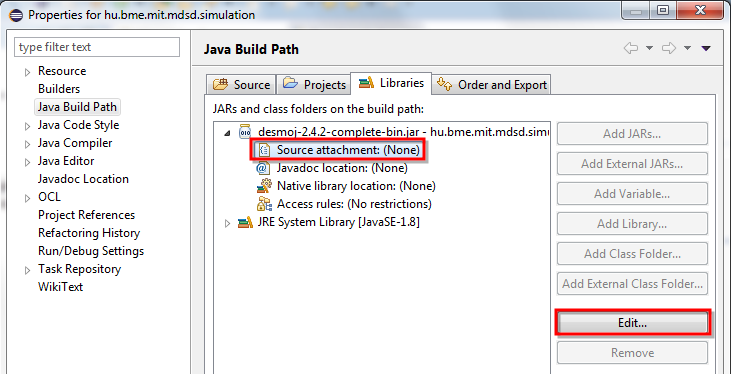 Properties for hu.bme.mit.mdsd.simulation
type filter text
Resource
Builders
Java Build Path
Java Code Style
Java Compiler
Java Editor
Javadoc Location
OCL
Project References
Refactoring History
Run/Debug Settings
Task Repository
WikiText
Java Build Path
Source
Projects
Libraries
Order and Export
JARs and class folders on the build path:
desmoj-2.4.2-complete-bin.jar - hu.bme.mit.mdsd.simu
Source attachment: (None)
Javadoc location: (None)
Native library location: (None)
Access rules: (No restrictions)
JRE System Library [JavaSE-1.8]
Add JARs...
Add External JARs...
Add Variable...
Add Library...
Add Class Folder...
Add External Class Folder...
Edit...
Remove